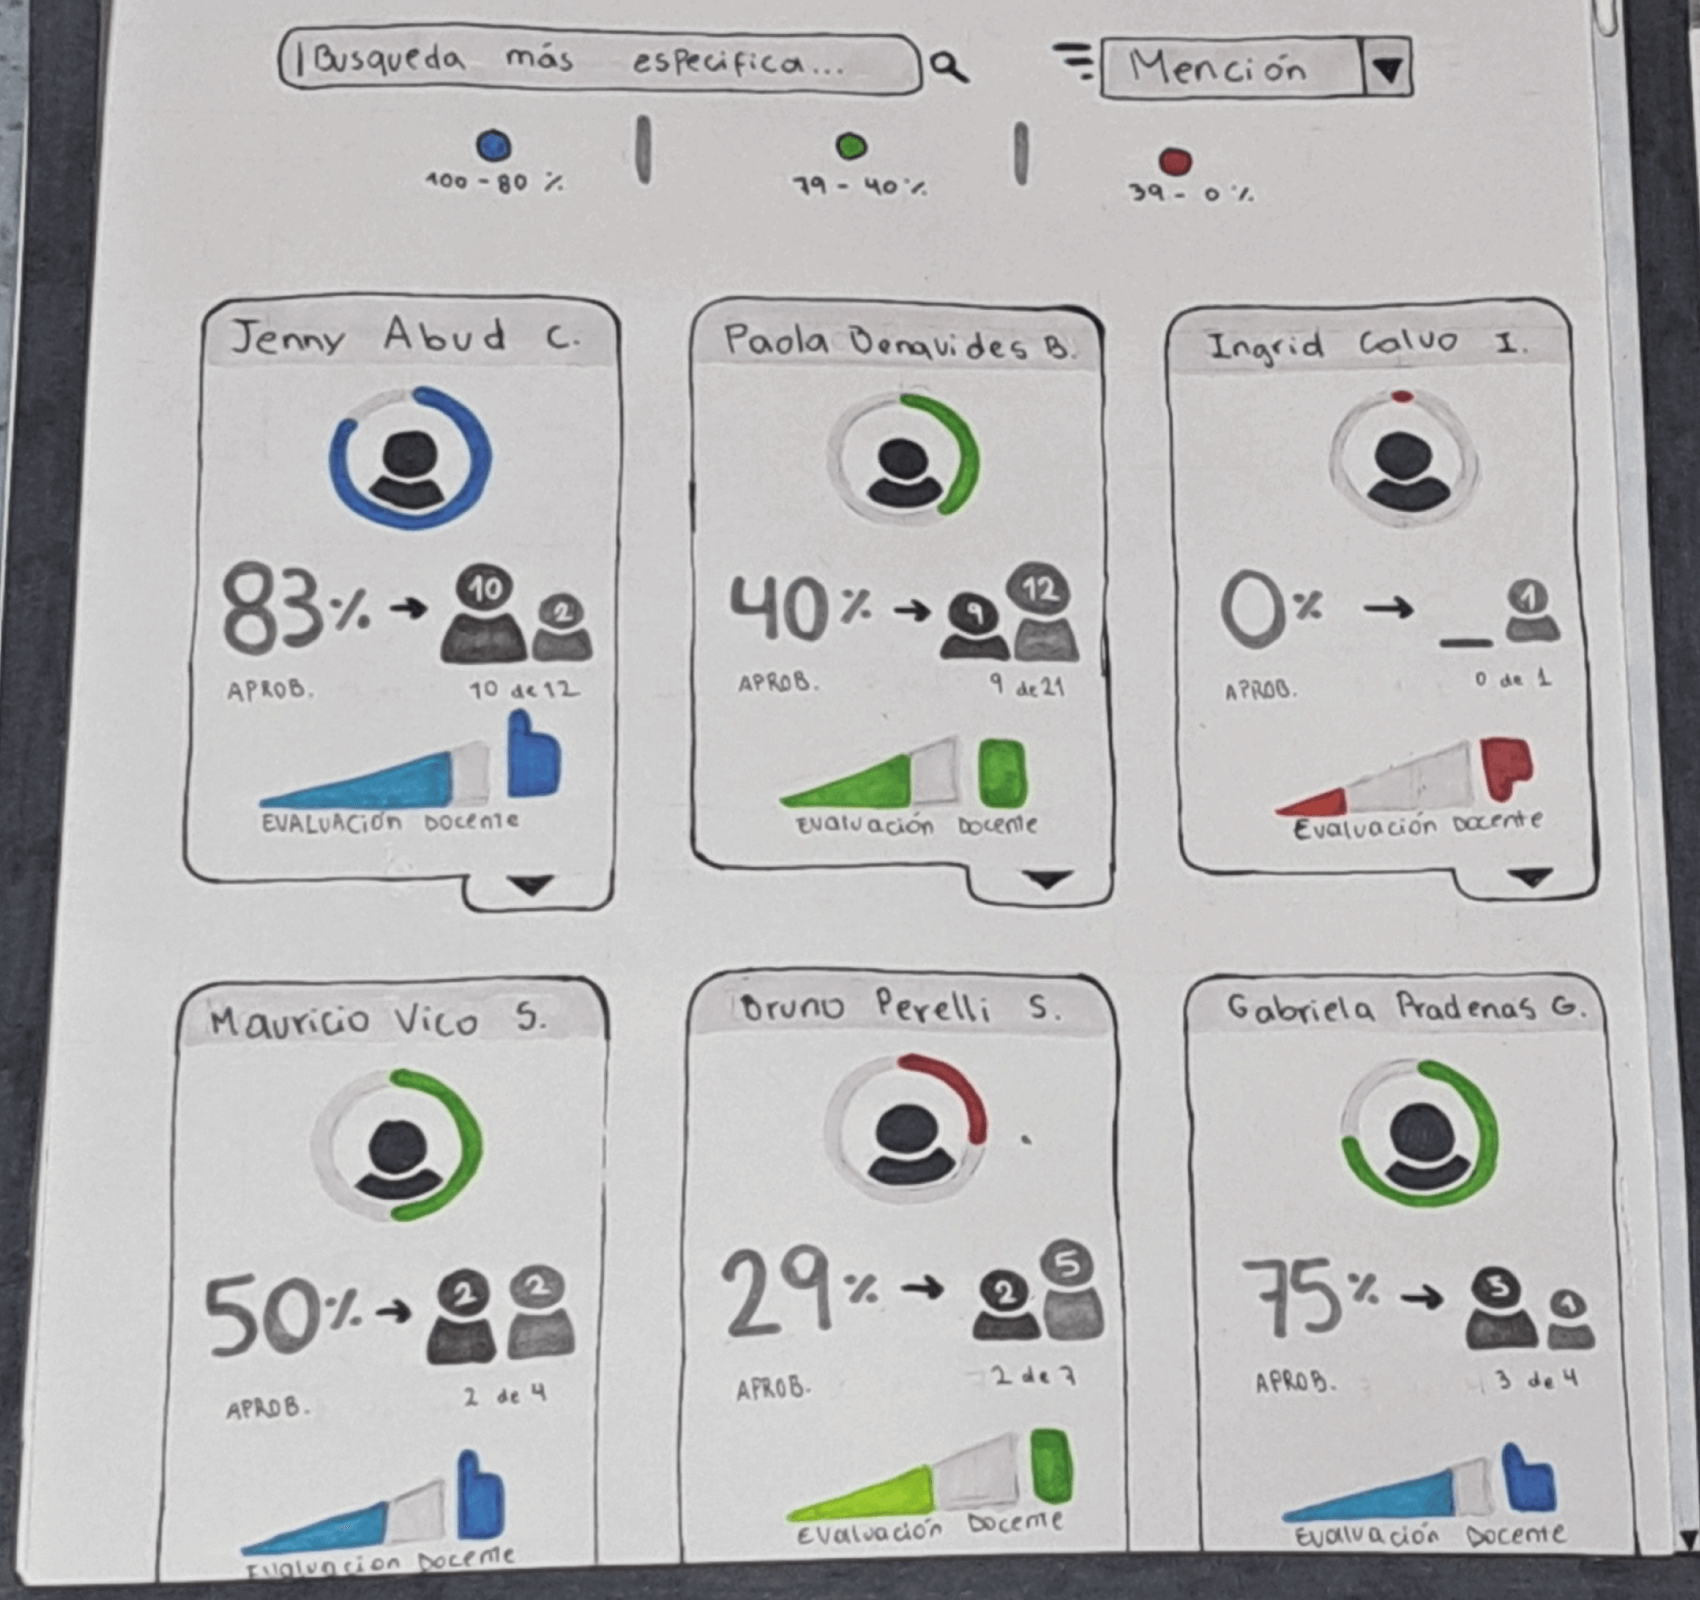 Busqueda más especifica...
Mención
100 - 80 %
79 - 40 %
39 - 0 %
Jenny Abud C.
83%
10
2
APROB.
10 de 12
EVALUACIÓN DOCENTE
Paola Benavides B.
40%
9
12
APROB.
9 de 21
Evaluación Docente
Ingrid Calvo I.
0%
1
APROB.
0 de 1
Evaluación Docente
Mauricio Vico S.
50%
2
2
APROB.
2 de 4
Evaluacion Docente
Bruno Perelli S.
29%
2
5
APROB.
2 de 7
Evaluación Docente
Gabriela Pradenas G.
75%
3
1
APROB.
3 de 4
Evaluación Docente